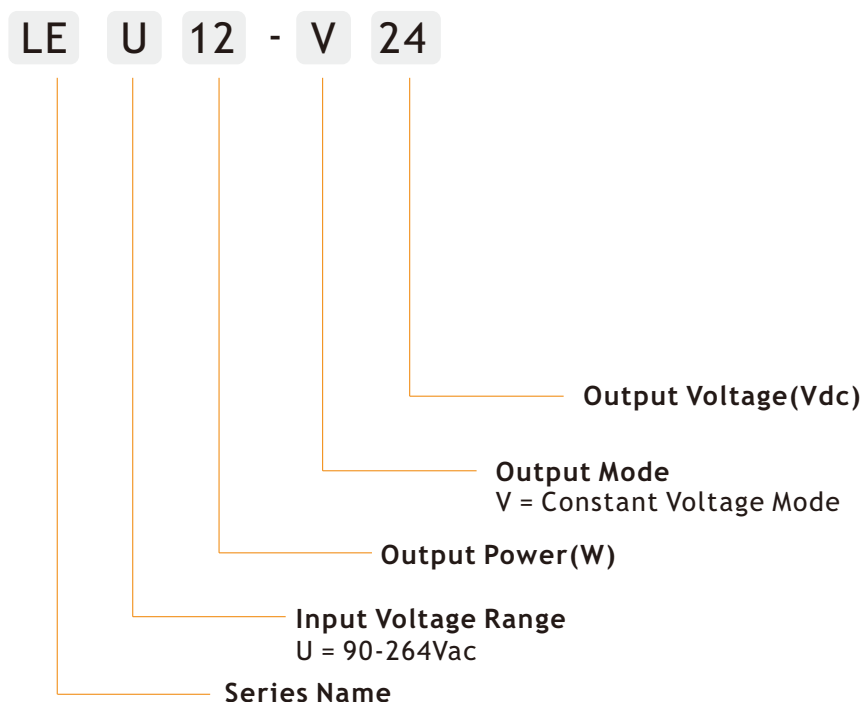 LE U 12 - V 24
Output Voltage(Vdc)
Output Mode
V = Constant Voltage Mode
Output Power(W)
Input Voltage Range
U = 90-264Vac
Series Name